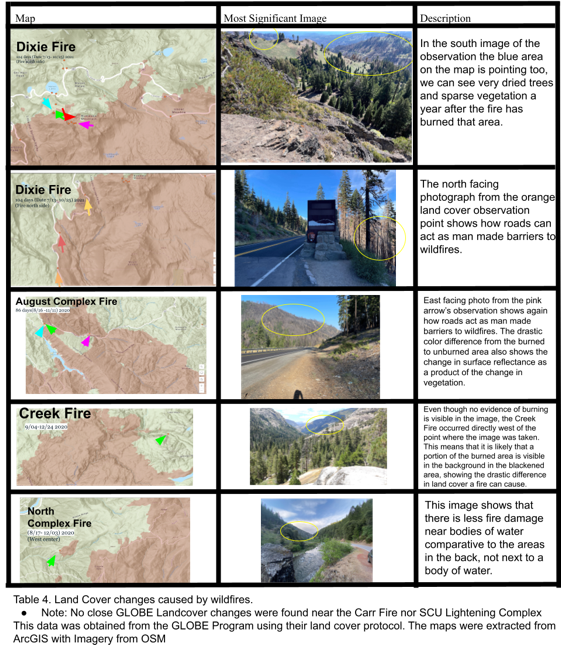 Map
Most Significant Image
Description
Dixie Fire
In the south image of the
observation the blue area
on the map is pointing too,
we can see very dried trees
and sparse vegetation a
year after the fire has
burned that area.
Dixie Fire
The north facing
photograph from the orange
land cover observation
point shows how roads can
act as man made barriers to
wildfires.
August Complex Fire
86 days(8/16-11/11) 2020
East facing photo from the pink
arrow's observation shows again
how roads act as man made
barriers to wildfires. The drastic
color difference from the burned
to unburned area also shows the
change in surface reflectance as
a product of the change in
vegetation.
Creek Fire
9/04-12/24 2020
Even though no evidence of burning
is visible in the image, the Creek
Fire occurred directly west of the
point where the image was taken.
This means that it is likely that a
portion of the burned area is visible
in the background in the blackened
area, showing the drastic difference
in land cover a fire can cause.
North
Complex Fire
(8/17- 12/03) 2020
(West center)
This image shows that
there is less fire damage
near bodies of water
comparative to the areas
in the back, not next to a
body of water.
Table 4. Land Cover changes caused by wildfires.
● Note: No close GLOBE Landcover changes were found near the Carr Fire nor SCU Lightening Complex
This data was obtained from the GLOBE Program using their land cover protocol. The maps were extracted from
ArcGIS with Imagery from OSM